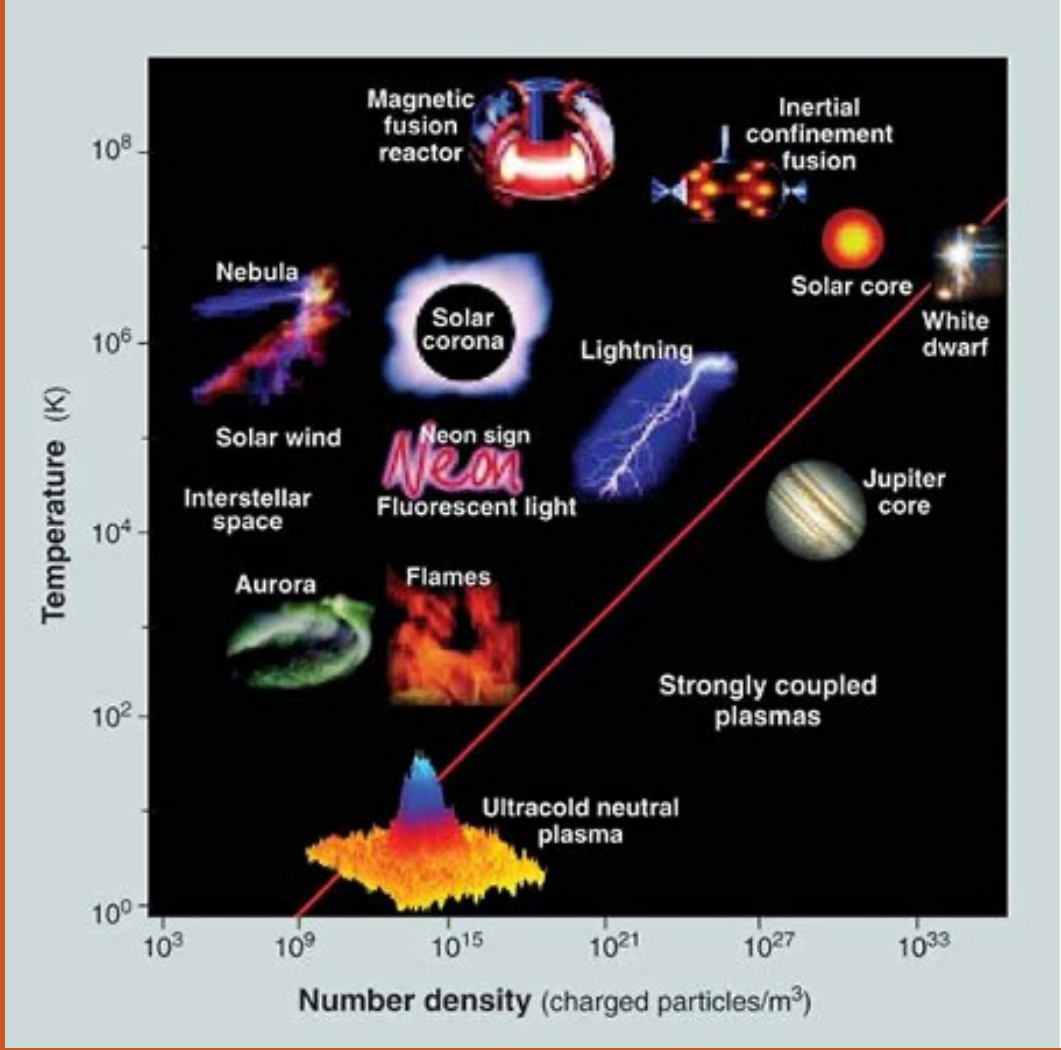 Magnetic
fusion
reactor
Inertial
confinement
fusion
10⁸
Nebula
Solar
corona
Solar core
White
dwarf
10⁶
Lightning
Solar wind
Neon sign
Neon
Fluorescent light
Jupiter
core
Interstellar
space
10⁴
Aurora
Flames
Strongly coupled
plasmas
10²
Ultracold neutral
plasma
10⁰
Temperature (K)
10³ 10⁹ 10¹⁵ 10²¹ 10²⁷ 10³³
Number density (charged particles/m³)